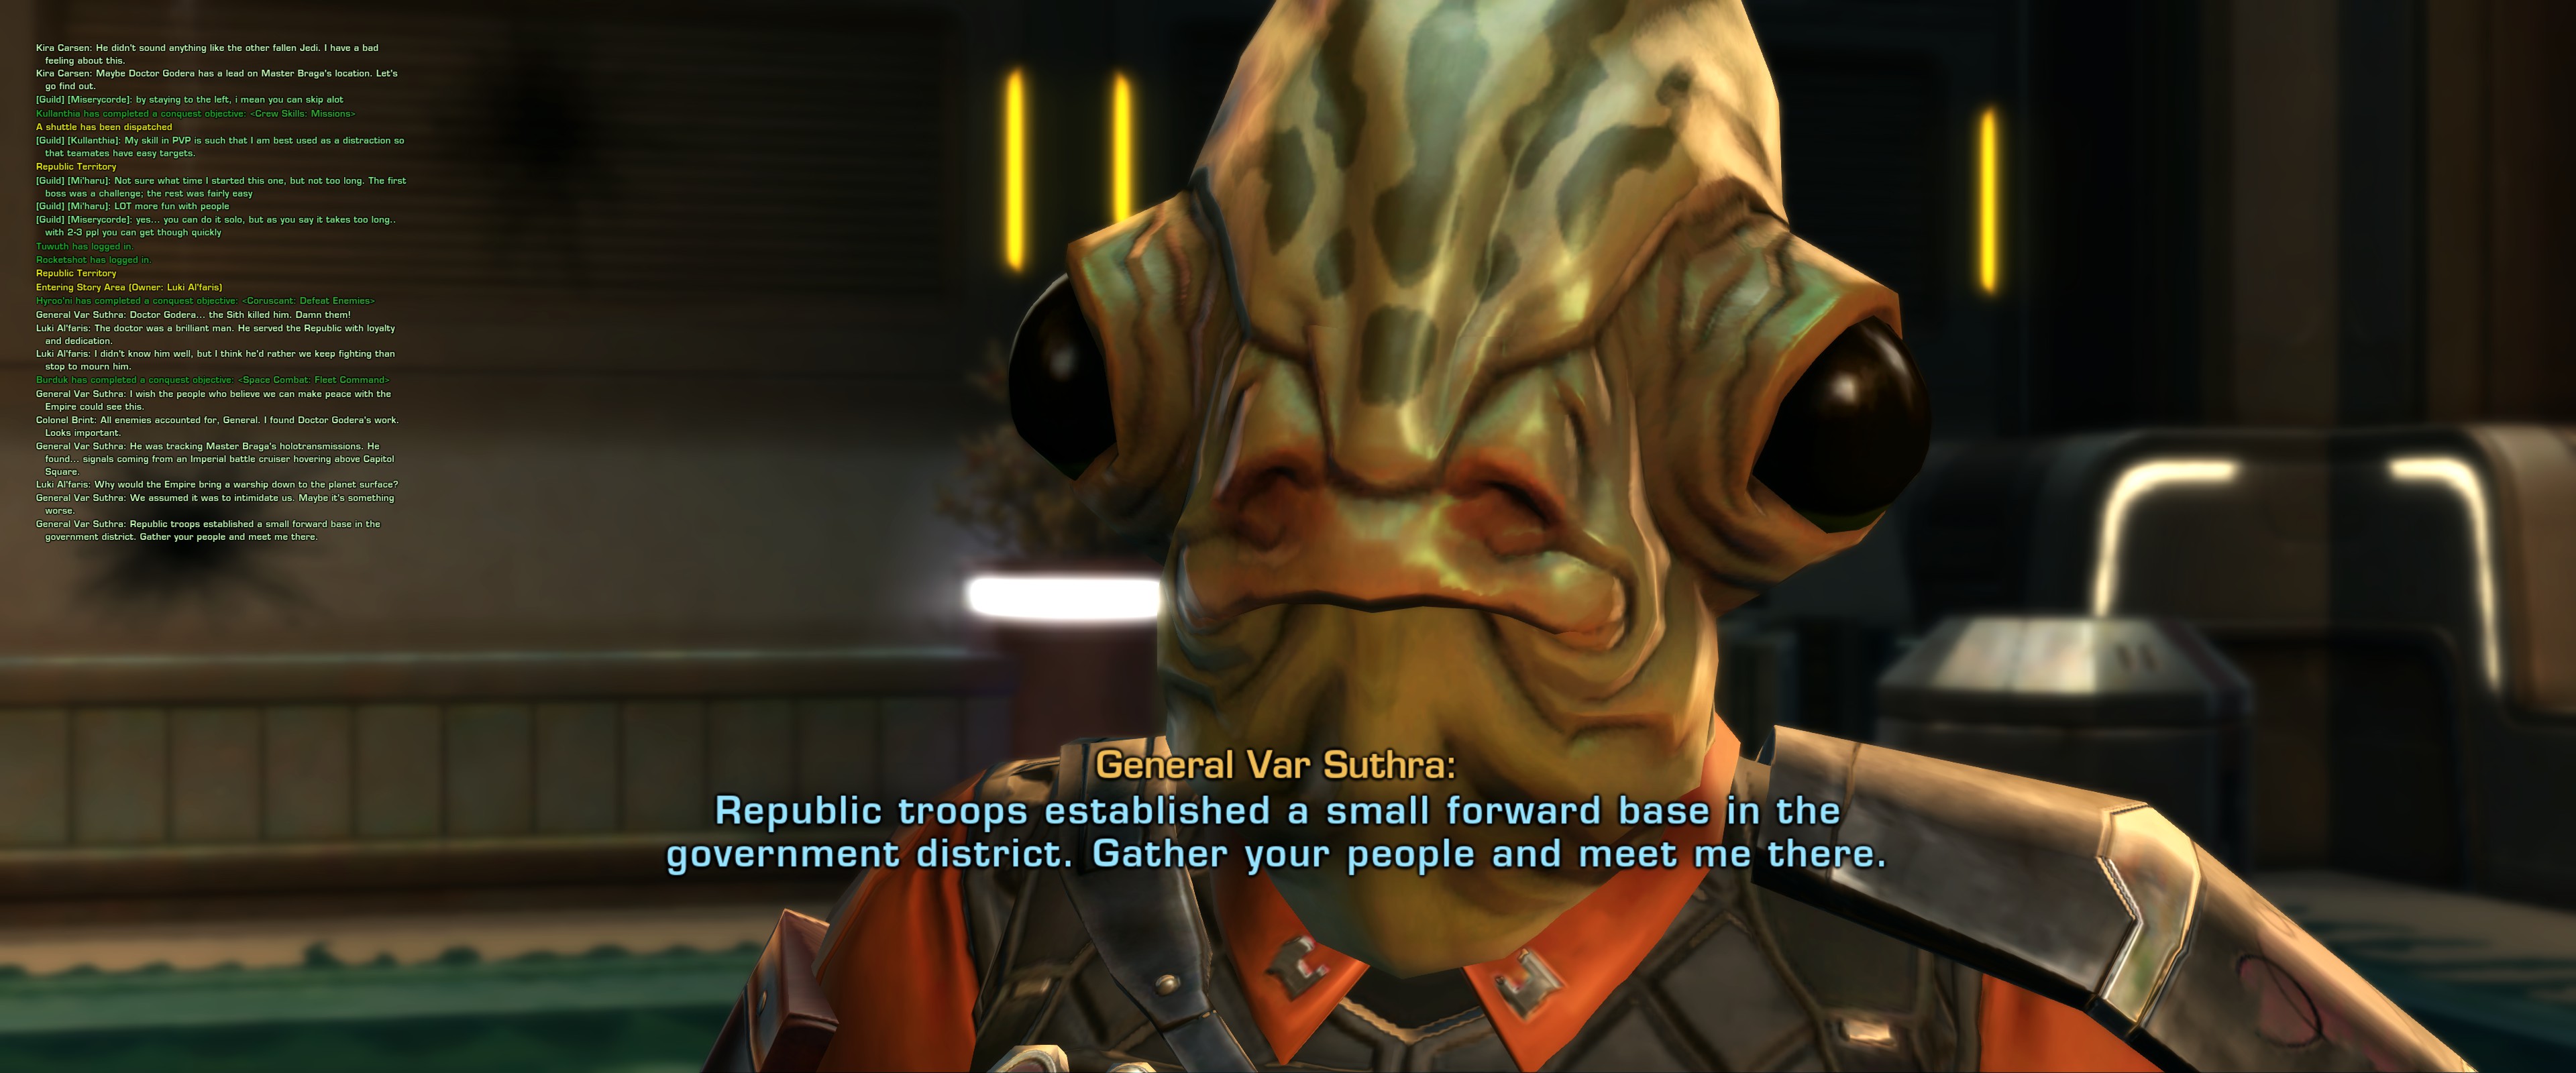 Kira Carsen: He didn't sound anything like the other fallen Jedi. I have a bad
feeling about this.
Kira Carsen: Maybe Doctor Godera has a lead on Master Braga's location. Let's
go find out.
[Guild] [Miserycorde]: by staying to the left, i mean you can skip alot
Kullanthia has completed a conquest objective: <Crew Skills: Missions>
A shuttle has been dispatched
[Guild] [Kullanthia]: My skill in PVP is such that I am best used as a distraction so
that teamates have easy targets.
Republic Territory
[Guild] [Mi'haru]: Not sure what time I started this one, but not too long. The first
boss was a challenge; the rest was fairly easy
[Guild] [Mi'haru]: LOT more fun with people
[Guild] [Miserycorde]: yes... you can do it solo, but as you say it takes too long..
with 2-3 ppl you can get though quickly
Tuwuth has logged in.
Rocketshot has logged in.
Republic Territory
Entering Story Area (Owner: Luki Al'faris)
Hyroo'ni has completed a conquest objective: <Coruscant: Defeat Enemies>
General Var Suthra: Doctor Godera... the Sith killed him. Damn them!
Luki Al'faris: The doctor was a brilliant man. He served the Republic with loyalty
and dedication.
Luki Al'faris: I didn't know him well, but I think he'd rather we keep fighting than
stop to mourn him.
Burduk has completed a conquest objective: <Space Combat: Fleet Command>
General Var Suthra: I wish the people who believe we can make peace with the
Empire could see this.
Colonel Brint: All enemies accounted for, General. I found Doctor Godera's work.
Looks important.
General Var Suthra: He was tracking Master Braga's holotransmissions. He
found... signals coming from an Imperial battle cruiser hovering above Capitol
Square.
Luki Al'faris: Why would the Empire bring a warship down to the planet surface?
General Var Suthra: We assumed it was to intimidate us. Maybe it's something
worse.
General Var Suthra: Republic troops established a small forward base in the
government district. Gather your people and meet me there.
General Var Suthra:
Republic troops established a small forward base in the
government district. Gather your people and meet me there.